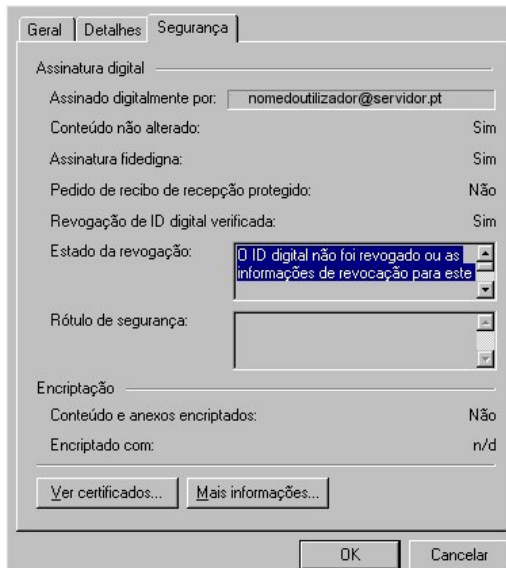 Geral Detalhes Segurança
Assinatura digital
Assinado digitalmente por: nomedoutilizador@servidor.pt
Conteúdo não alterado: Sim
Assinatura fidedigna: Sim
Pedido de recibo de recepção protegido: Não
Revogação de ID digital verificada: Sim
Estado da revogação: O ID digital não foi revogado ou as
informações de revocação para este
Rótulo de segurança:
Encriptação
Conteúdo e anexos encriptados: Não
Encriptado com: n/d
Ver certificados... Mais informações...
OK Cancelar